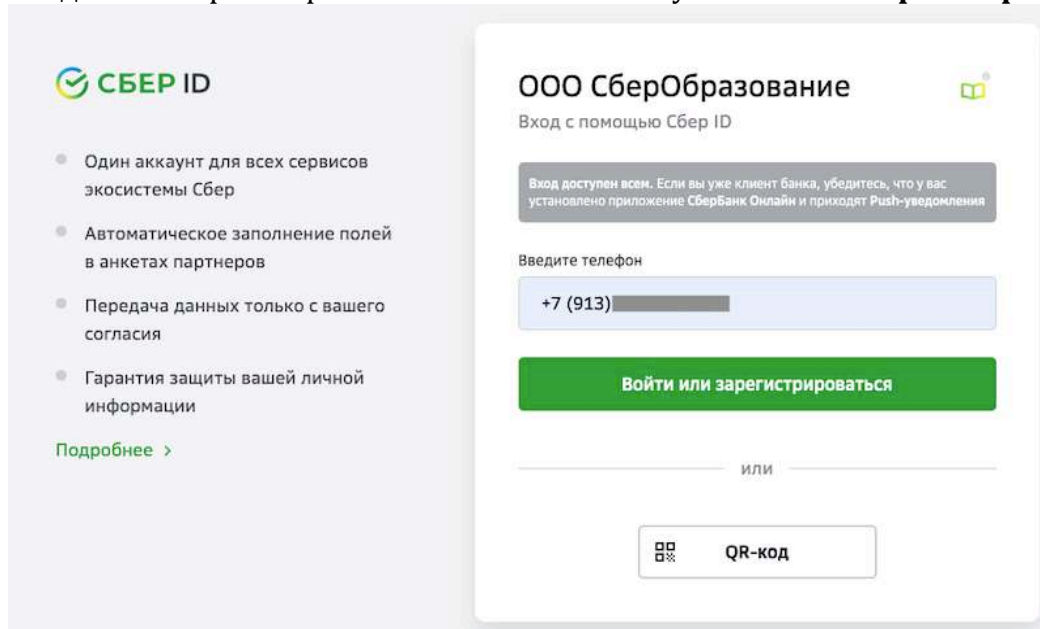 СБЕР ID
Один аккаунт для всех сервисов
экосистемы Сбер
Автоматическое заполнение полей
в анкетах партнеров
Передача данных только с вашего
согласия
Гарантия защиты вашей личной
информации
Подробнее >
ООО СберОбразование
Вход с помощью Сбер ID
Вход доступен всем. Если вы уже клиент банка, убедитесь, что у вас
установлено приложение СберБанк Онлайн и приходят Push-уведомления
Введите телефон
+7 (913)
Войти или зарегистрироваться
или
QR-код